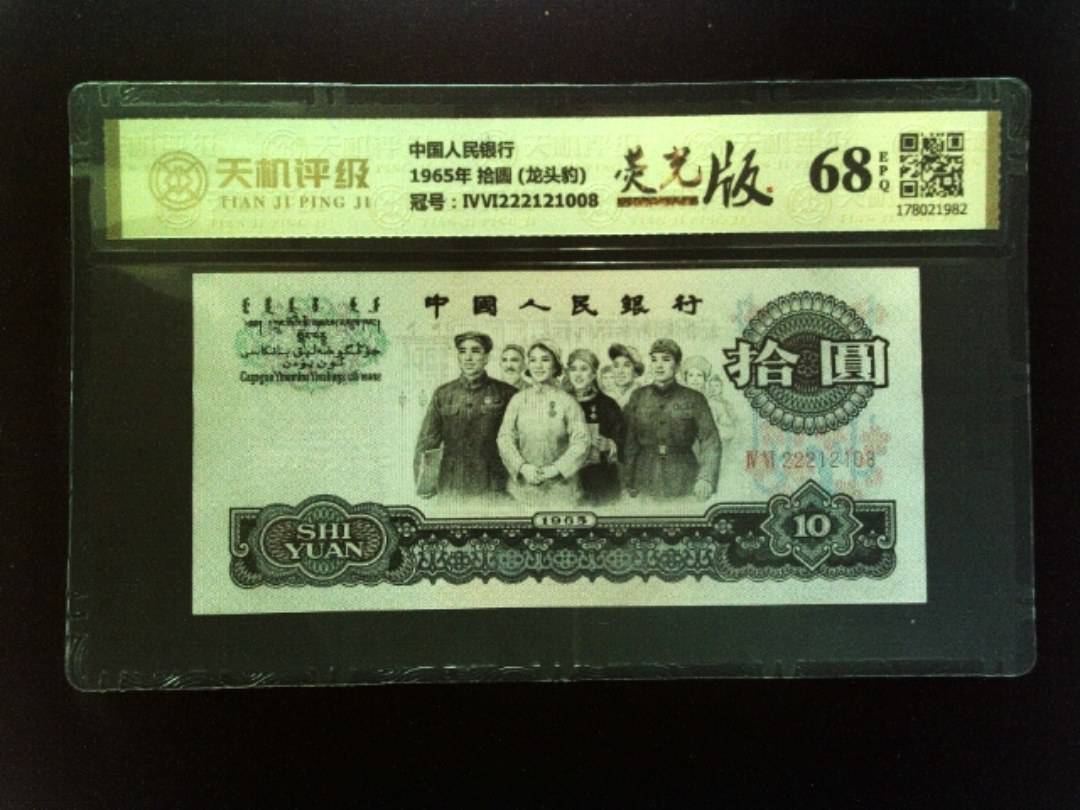 天机评级
TIAN JI PING JI
中国人民银行
1965年 拾圆 (龙头豹)
冠号：IVVI222121008
荧光版
68
EPQ
178021982
中國人民銀行
拾圓
SHI
YUAN
1965
10